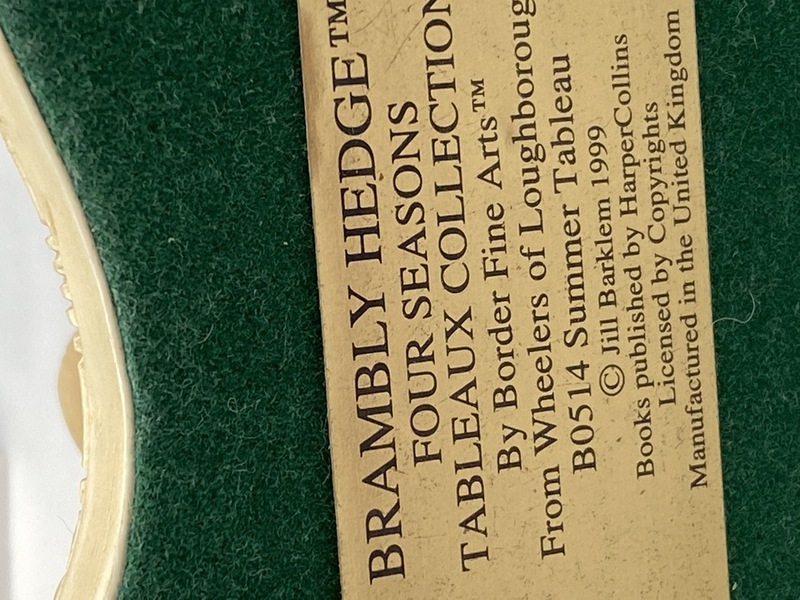 BRAMBLY HEDGE™
FOUR SEASONS
TABLEAUX COLLECTION
By Border Fine Arts™
From Wheelers of Loughboroug
B0514 Summer Tableau
© Jill Barklem 1999
Books published by HarperCollins
Licensed by Copyrights
Manufactured in the United Kingdom